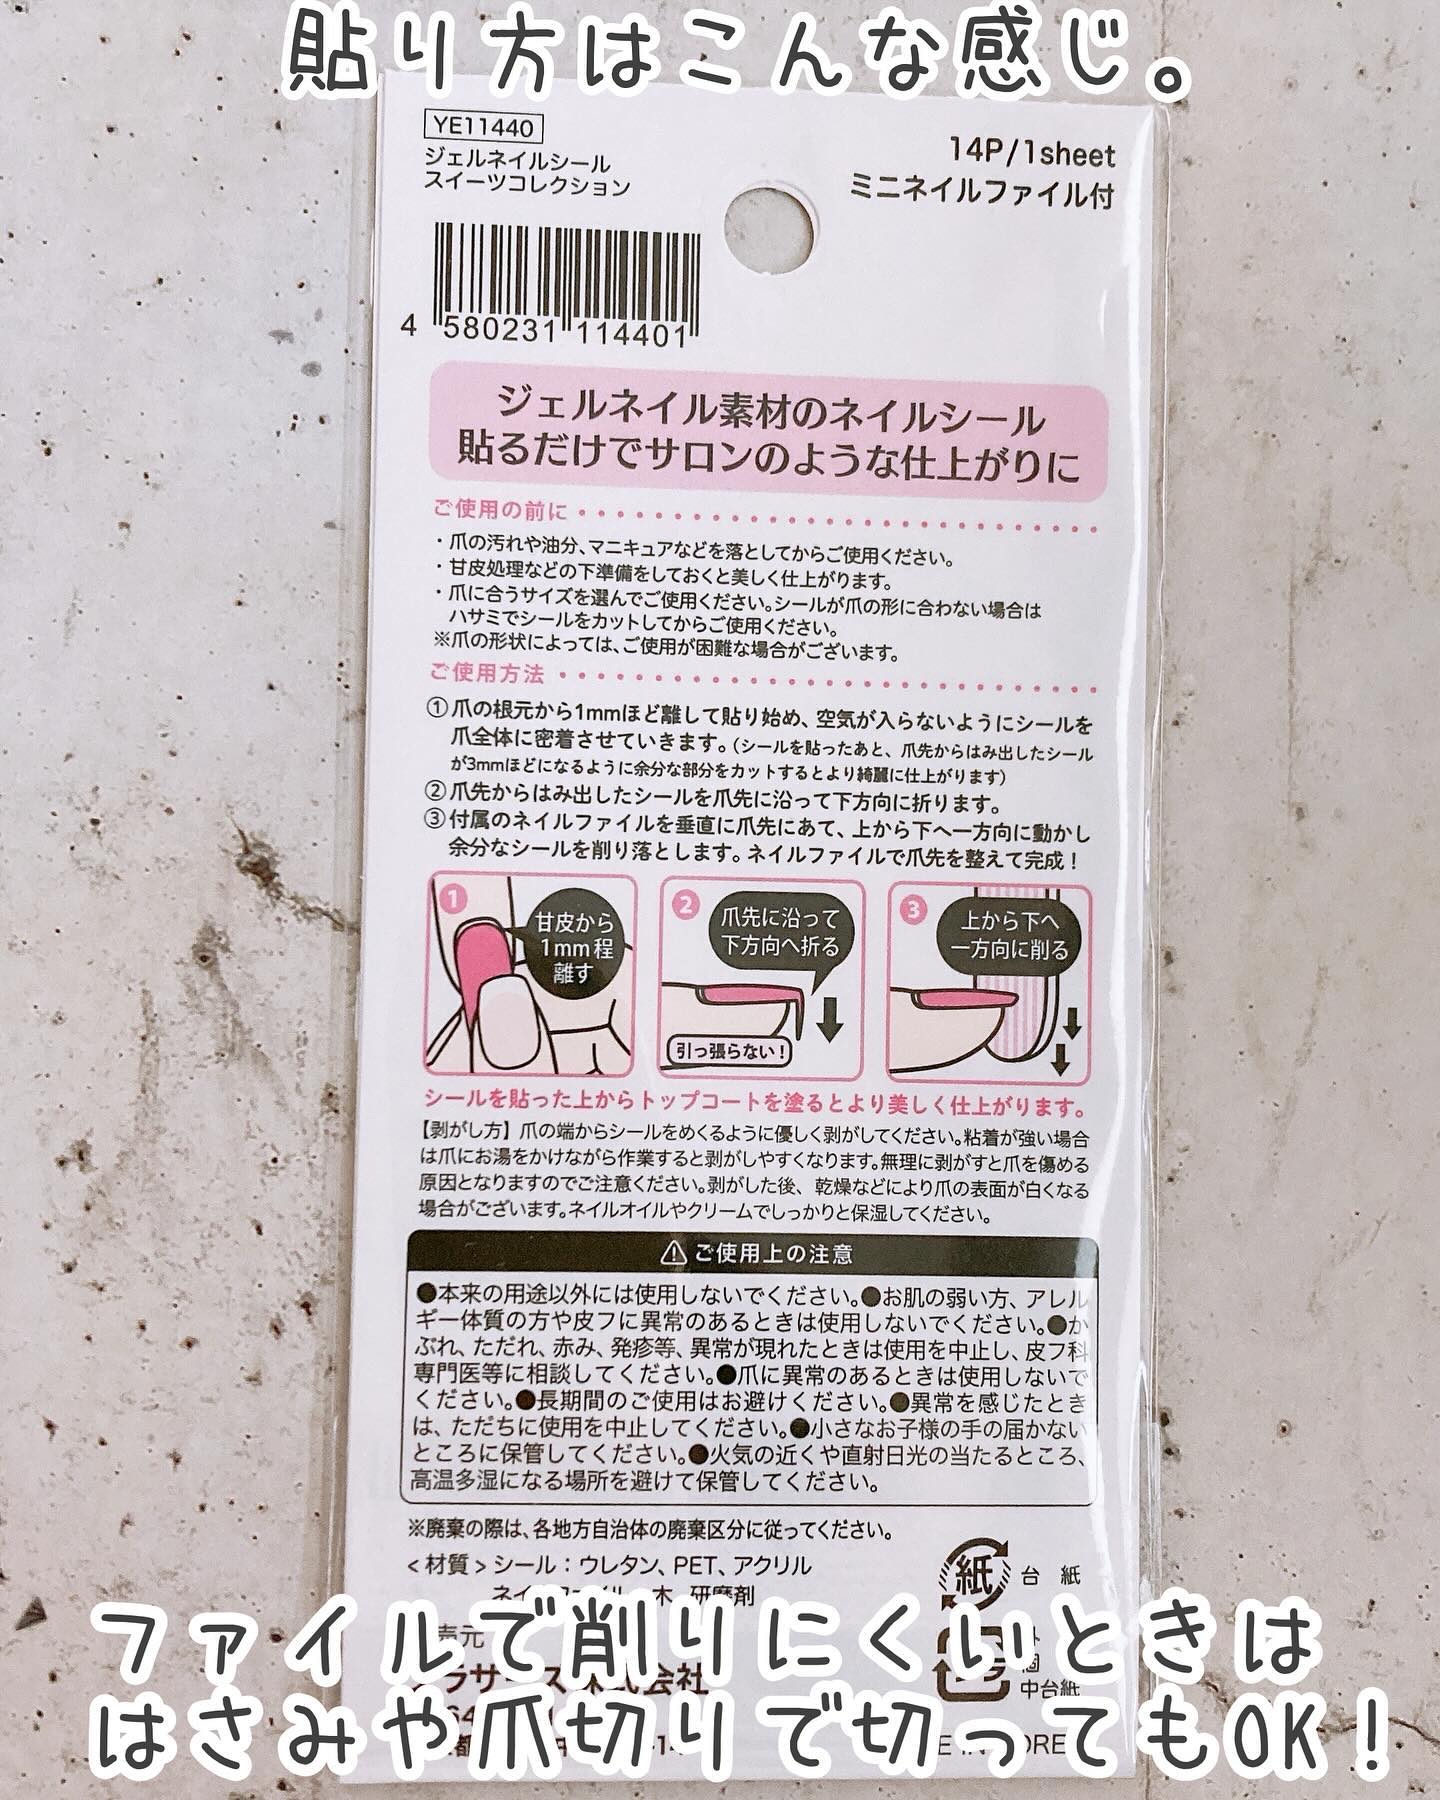 貼り方はこんな感じ。
YE11440
ジェルネイルシール
スイーツコレクション
14P/1sheet
ミニネイルファイル付
4 580231 114401
ジェルネイル素材のネイルシール
貼るだけでサロンのような仕上がりに
ご使用の前に
・爪の汚れや油分、マニキュアなどを落としてからご使用ください。
・甘皮処理などの下準備をしておくと美しく仕上がります。
・爪に合うサイズを選んでご使用ください。シールが爪の形に合わない場合は
ハサミでシールをカットしてからご使用ください。
※爪の形状によっては、ご使用が困難な場合がございます。
ご使用方法
①爪の根元から1mmほど離して貼り始め、空気が入らないようにシールを
爪全体に密着させていきます。(シールを貼ったあと、爪先からはみ出したシール
が3mmほどになるように余分な部分をカットするとより綺麗に仕上がります)
②爪先からはみ出したシールを爪先に沿って下方向に折ります。
③付属のネイルファイルを垂直に爪先にあて、上から下へ一方向に動かし
余分なシールを削り落とします。ネイルファイルで爪先を整えて完成！
1
甘皮から
1mm程
離す
2
爪先に沿って
下方向へ折る
引っ張らない！
3
上から下へ
一方向に削る
シールを貼った上からトップコートを塗るとより美しく仕上がります。
【剥がし方】爪の端からシールをめくるように優しく剥がしてください。粘着が強い場合
は爪にお湯をかけながら作業すると剥がしやすくなります。無理に剥がすと爪を傷める
原因となりますのでご注意ください。剥がした後、乾燥などにより爪の表面が白くなる
場合がございます。ネイルオイルやクリームでしっかりと保湿してください。
⚠ご使用上の注意
●本来の用途以外には使用しないでください。●お肌の弱い方、アレル
ギー体質の方や皮フに異常のあるときは使用しないでください。●か
ぶれ、ただれ、赤み、発疹等、異常が現れたときは使用を中止し、皮フ科
専門医等に相談してください。●爪に異常のあるときは使用しないで
ください。●長期間のご使用はお避けください。●異常を感じたとき
は、ただちに使用を中止してください。●小さなお子様の手の届かない
ところに保管してください。●火気の近くや直射日光の当たるところ、
高温多湿になる場所を避けて保管してください。
※廃棄の際は、各地方自治体の廃棄区分に従ってください。
<材質>シール：ウレタン、PET、アクリル
木、研磨剤
紙 台紙
中台紙
ファイルで削りにくいときは
はさみや爪切りで切ってもOK！